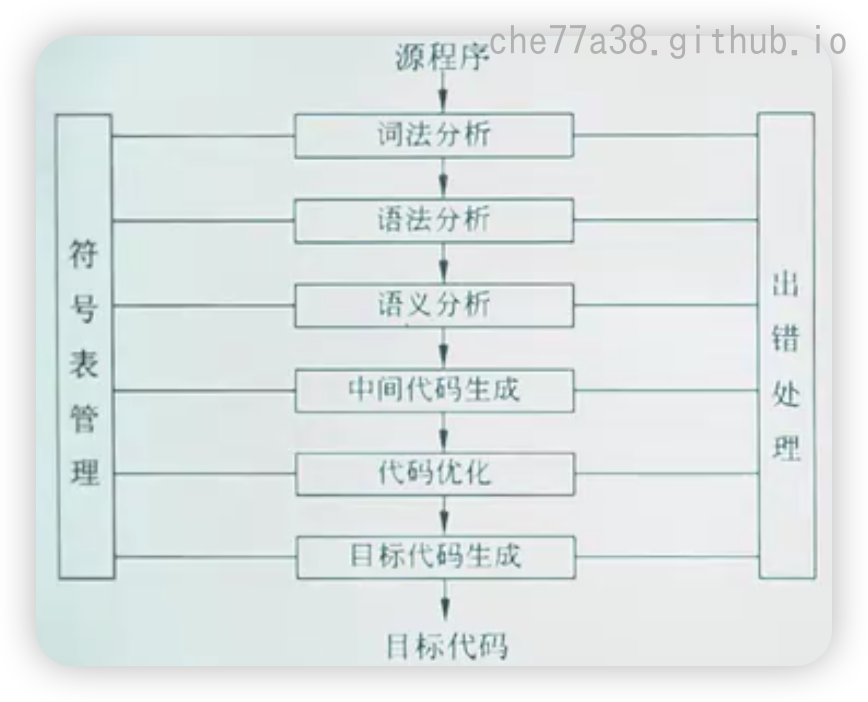 che77a38.github.io
源程序
词法分析
语法分析
语义分析
中间代码生成
代码优化
目标代码生成
目标代码
符号表管理
出错处理